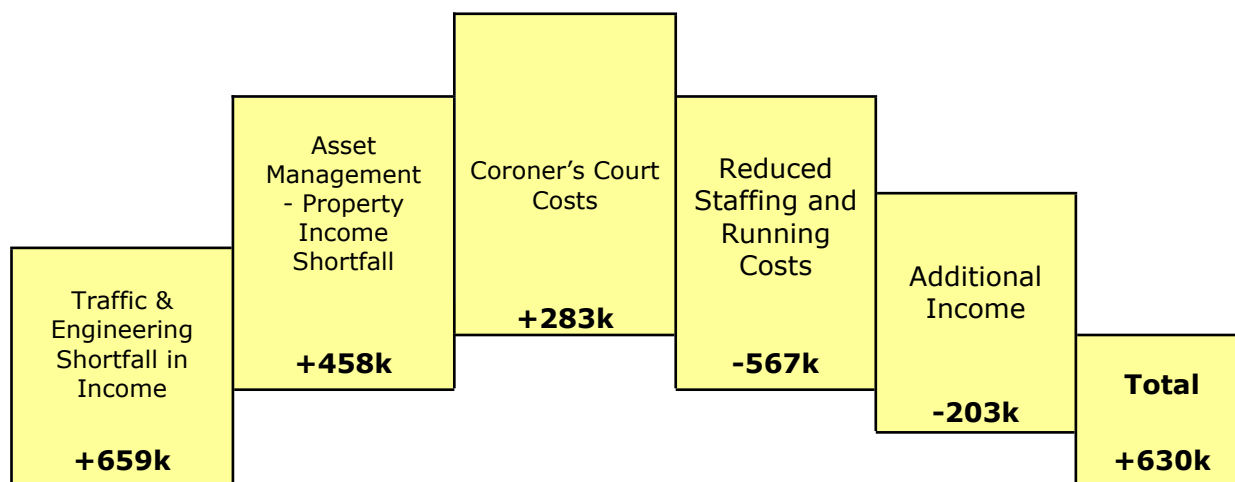 Traffic &
Engineering
Shortfall in
Income
+659k
Asset
Management
- Property
Income
Shortfall
+458k
Coroner’s Court
Costs
+283k
Reduced
Staffing and
Running
Costs
-567k
Additional
Income
-203k
Total
+630k